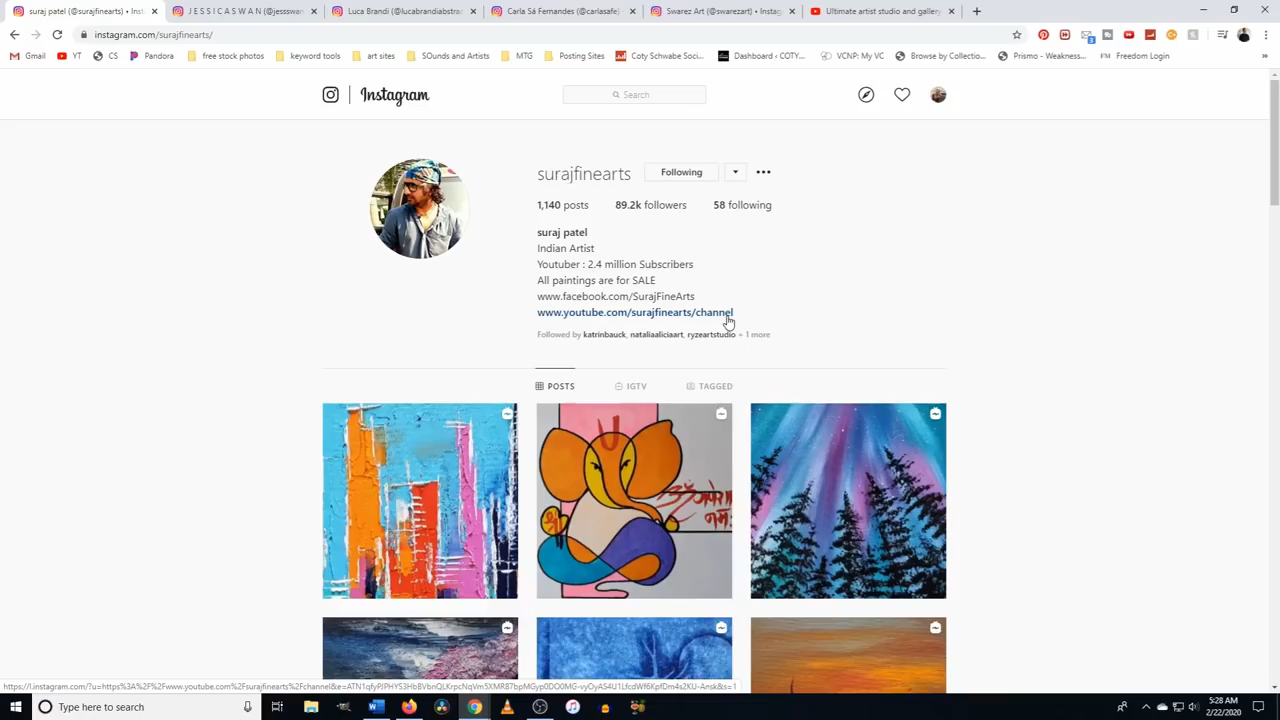 suraj patel (@surajfinearts) • Ins
J E S S I C A S W A N (@jessswan
Luca Brandi (@lucabrandiabstra
Carla Sá Fernandes (@carlasafe)
Swarez Art (@swarezart) • Instag
Ultimate artist studio and gallery
instagram.com/surajfinearts/
Gmail
YT
CS
Pandora
free stock photos
keyword tools
art sites
SOunds and Artists
MTG
Posting Sites
Coty Schwabe Soci...
Dashboard ‹ COTY...
VCNP: My VC
Browse by Collectio...
Prismo - Weakness...
Freedom Login
Instagram
Search
surajfinearts
Following
1,140 posts
89.2k followers
58 following
suraj patel
Indian Artist
Youtuber : 2.4 million Subscribers
All paintings are for SALE
www.facebook.com/SurajFineArts
www.youtube.com/surajfinearts/channel
Followed by katrinbauck, nataliaaliciaart, ryzeartstudio + 1 more
POSTS
IGTV
TAGGED
Type here to search
5:28 AM
2/22/2020